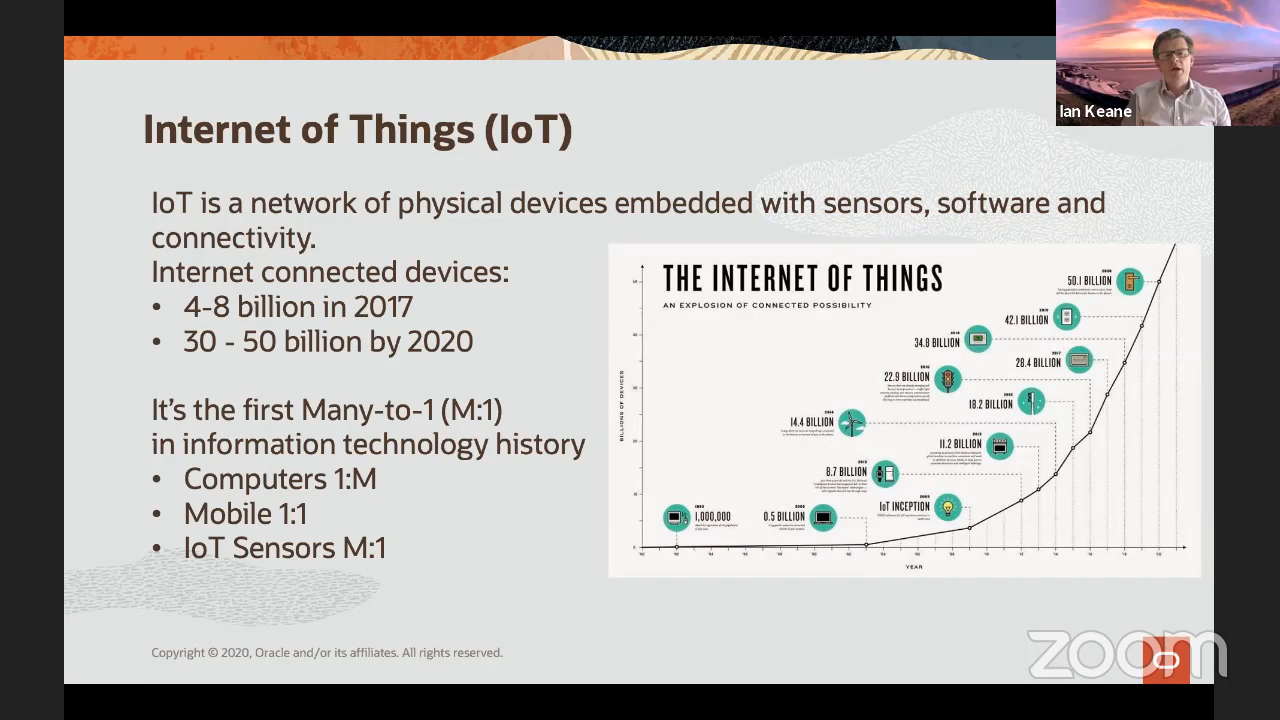 Ian Keane
Internet of Things (IoT)
IoT is a network of physical devices embedded with sensors, software and
connectivity.
Internet connected devices:
• 4-8 billion in 2017
• 30 - 50 billion by 2020
It's the first Many-to-1 (M:1)
in information technology history
• Computers 1:M
• Mobile 1:1
• IoT Sensors M:1
THE INTERNET OF THINGS
AN EXPLOSION OF CONNECTED POSSIBILITY
BILLIONS OF DEVICES
50.1 BILLION
42.1 BILLION
34.8 BILLION
28.4 BILLION
22.9 BILLION
18.2 BILLION
14.4 BILLION
11.2 BILLION
8.7 BILLION
IoT INCEPTION
1,000,000
0.5 BILLION
YEAR
Copyright © 2020, Oracle and/or its affiliates. All rights reserved.
zoom